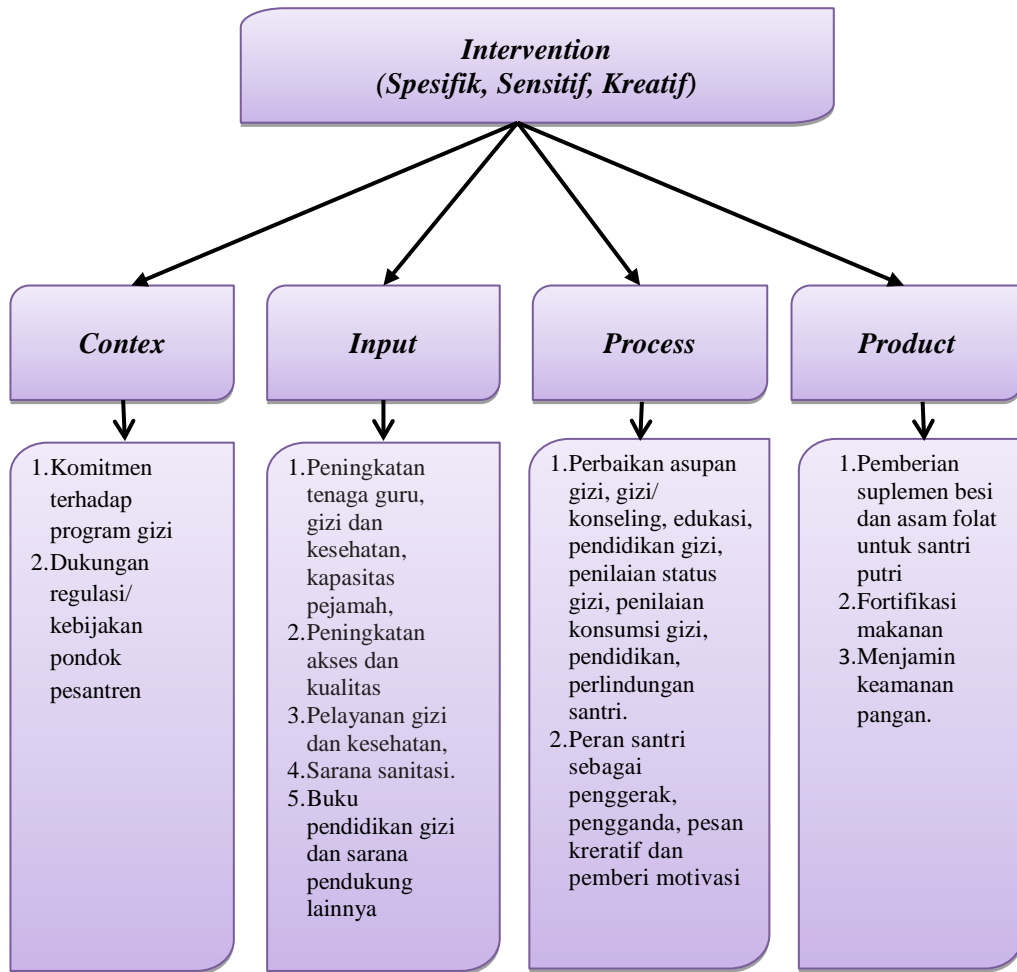 Intervention
(Spesifik, Sensitif, Kreatif)
Contex
Input
Process
Product
1.Komitmen
terhadap
program gizi
2.Dukungan
regulasi/
kebijakan
pondok
pesantren
1.Peningkatan
tenaga guru,
gizi dan
kesehatan,
kapasitas
pejamah,
2.Peningkatan
akses dan
kualitas
3.Pelayanan gizi
dan kesehatan,
4.Sarana sanitasi.
5.Buku
pendidikan gizi
dan sarana
pendukung
lainnya
1.Perbaikan asupan
gizi, gizi/
konseling, edukasi,
pendidikan gizi,
penilaian status
gizi, penilaian
konsumsi gizi,
pendidikan,
perlindungan
santri.
2.Peran santri
sebagai
penggerak,
pengganda, pesan
kreratif dan
pemberi motivasi
1.Pemberian
suplemen besi
dan asam folat
untuk santri
putri
2.Fortifikasi
makanan
3.Menjamin
keamanan
pangan.